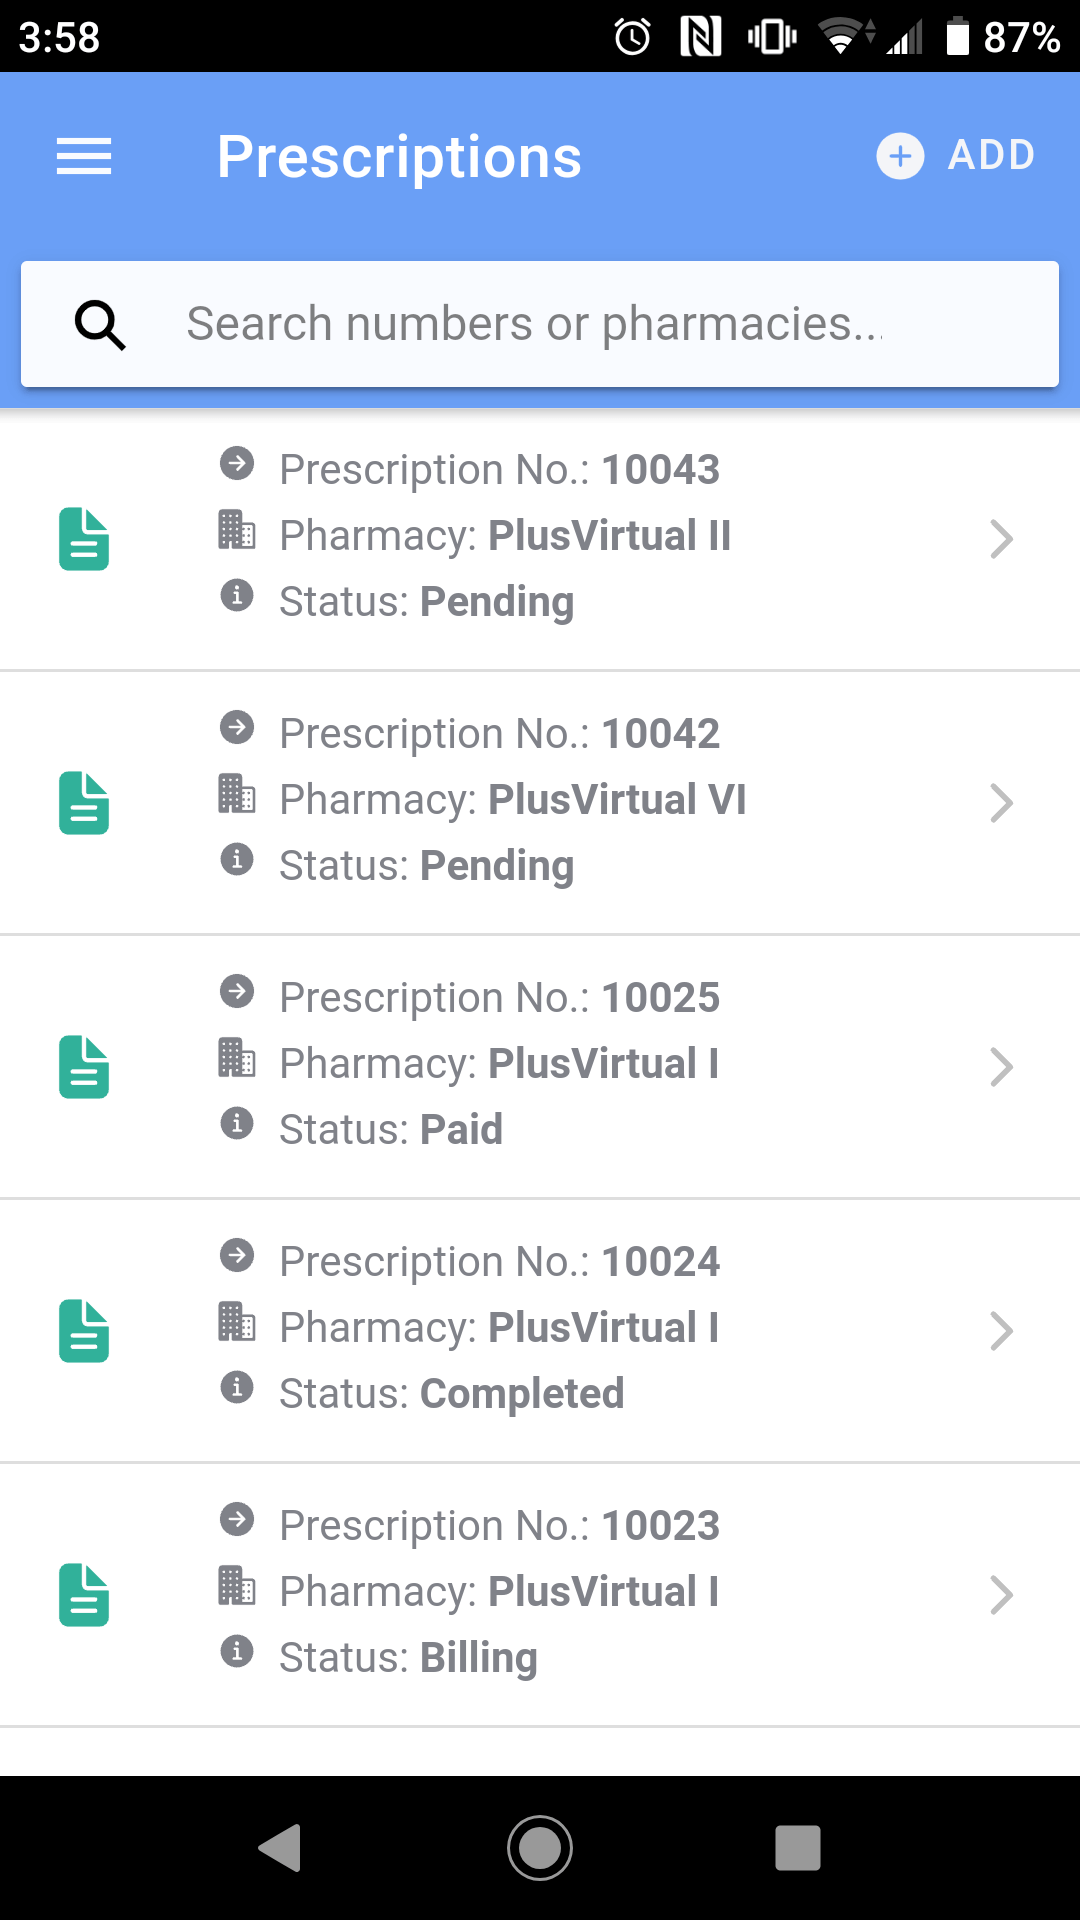 3:58 87%
Prescriptions ADD
Search numbers or pharmacies...
Prescription No.: 10043
Pharmacy: PlusVirtual II
Status: Pending
Prescription No.: 10042
Pharmacy: PlusVirtual VI
Status: Pending
Prescription No.: 10025
Pharmacy: PlusVirtual I
Status: Paid
Prescription No.: 10024
Pharmacy: PlusVirtual I
Status: Completed
Prescription No.: 10023
Pharmacy: PlusVirtual I
Status: Billing